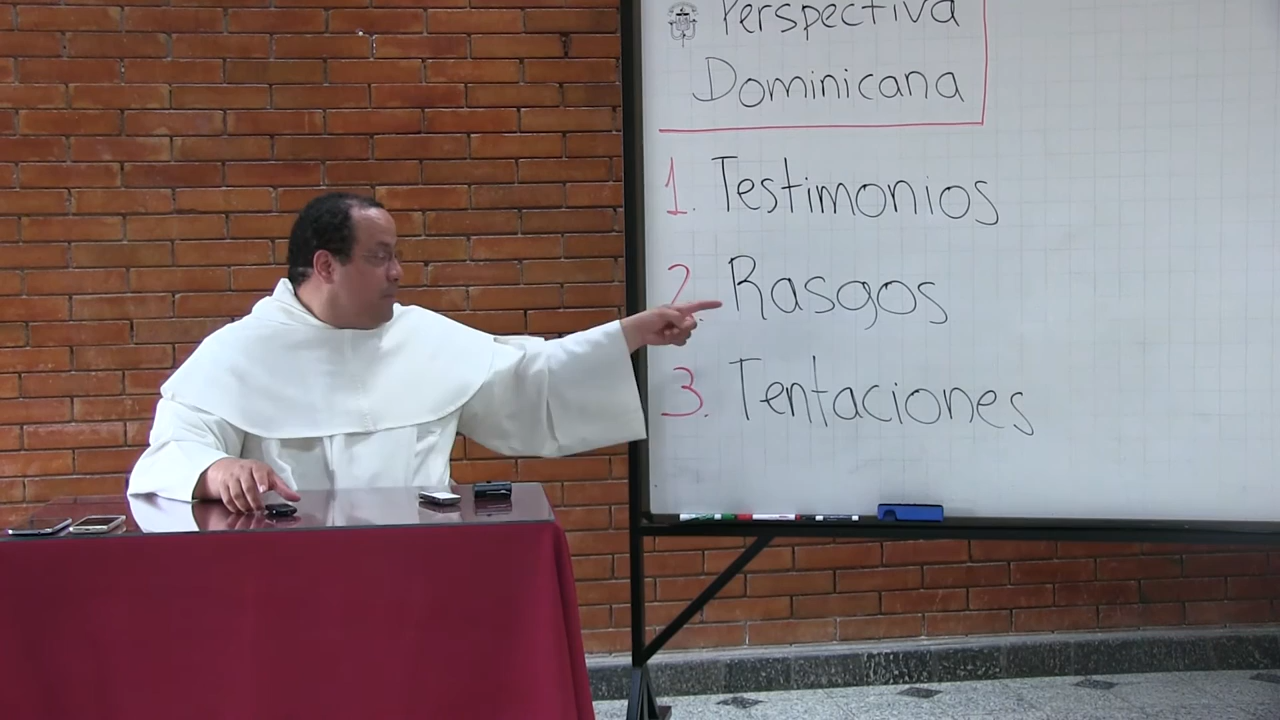 Perspectiva
Dominicana
1. Testimonios
2. Rasgos
3. Tentaciones